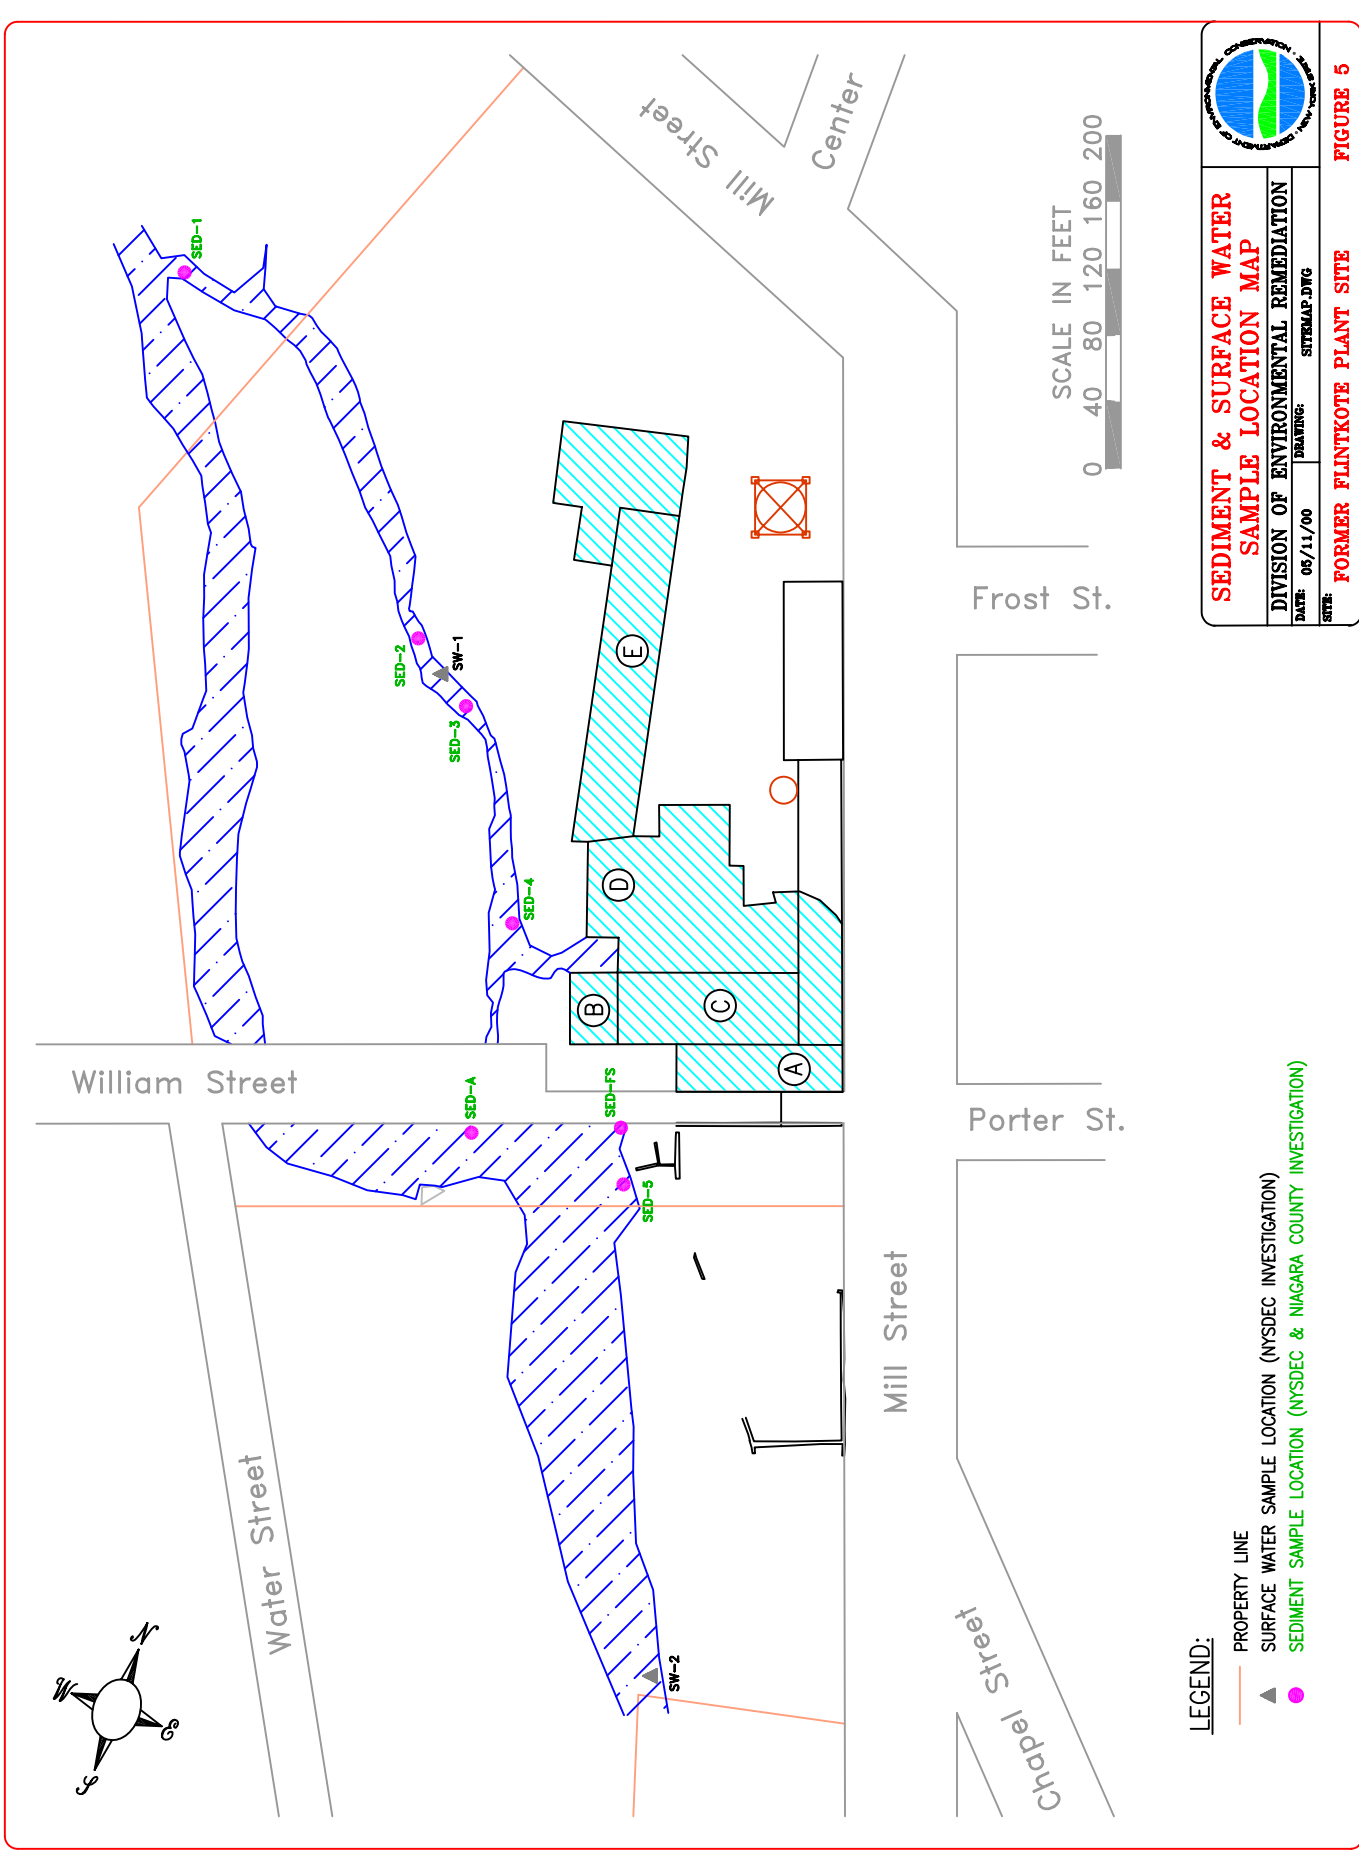 SEDIMENT & SURFACE WATER
SAMPLE LOCATION MAP
DIVISION OF ENVIRONMENTAL REMEDIATION
DATE: 05/11/00
DRAWING: SITEMAP.DWG
SITE: FORMER FLINTKOTE PLANT SITE
FIGURE 5
SCALE IN FEET
0 40 80 120 160 200
Center
Mill Street
Frost St.
Porter St.
Mill Street
Chapel Street
William Street
Water Street
SED-1
SED-2
SW-1
SED-3
SED-4
SED-A
SED-FS
SED-5
SW-2
A
B
C
D
E
N
W
E
S
LEGEND:
PROPERTY LINE
SURFACE WATER SAMPLE LOCATION (NYSDEC INVESTIGATION)
SEDIMENT SAMPLE LOCATION (NYSDEC & NIAGARA COUNTY INVESTIGATION)